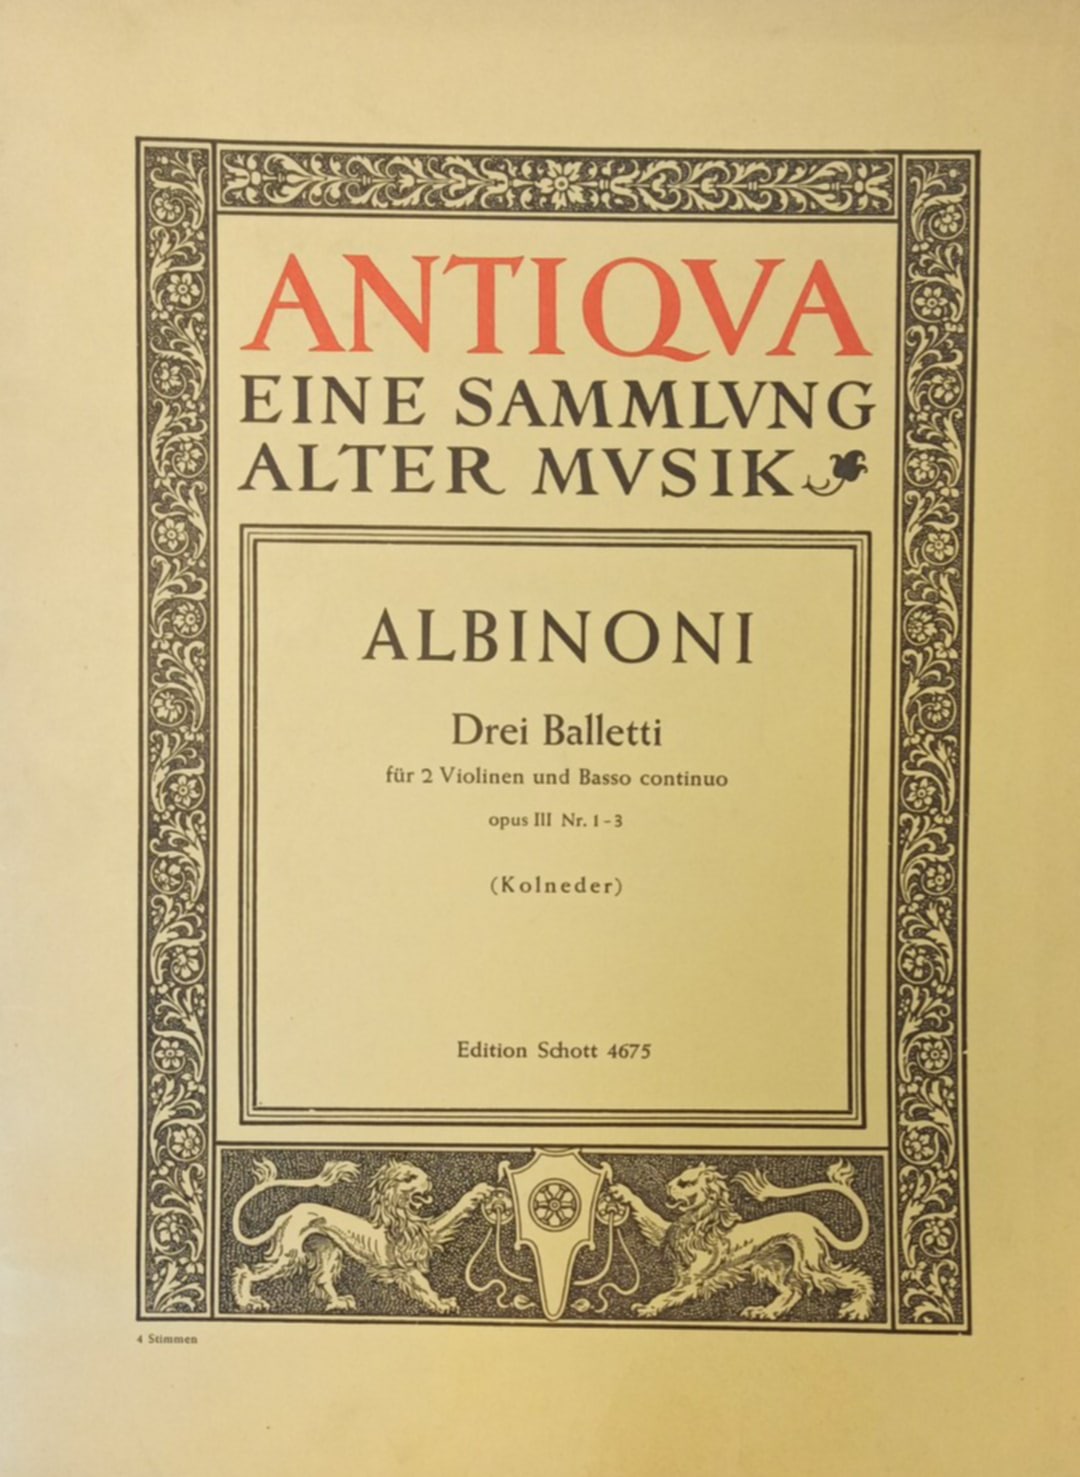 ANTIQVA
EINE SAMMLVNG
ALTER MVSIK
ALBINONI
Drei Balletti
für 2 Violinen und Basso continuo
opus III Nr. 1-3
(Kolneder)
Edition Schott 4675
4 Stimmen